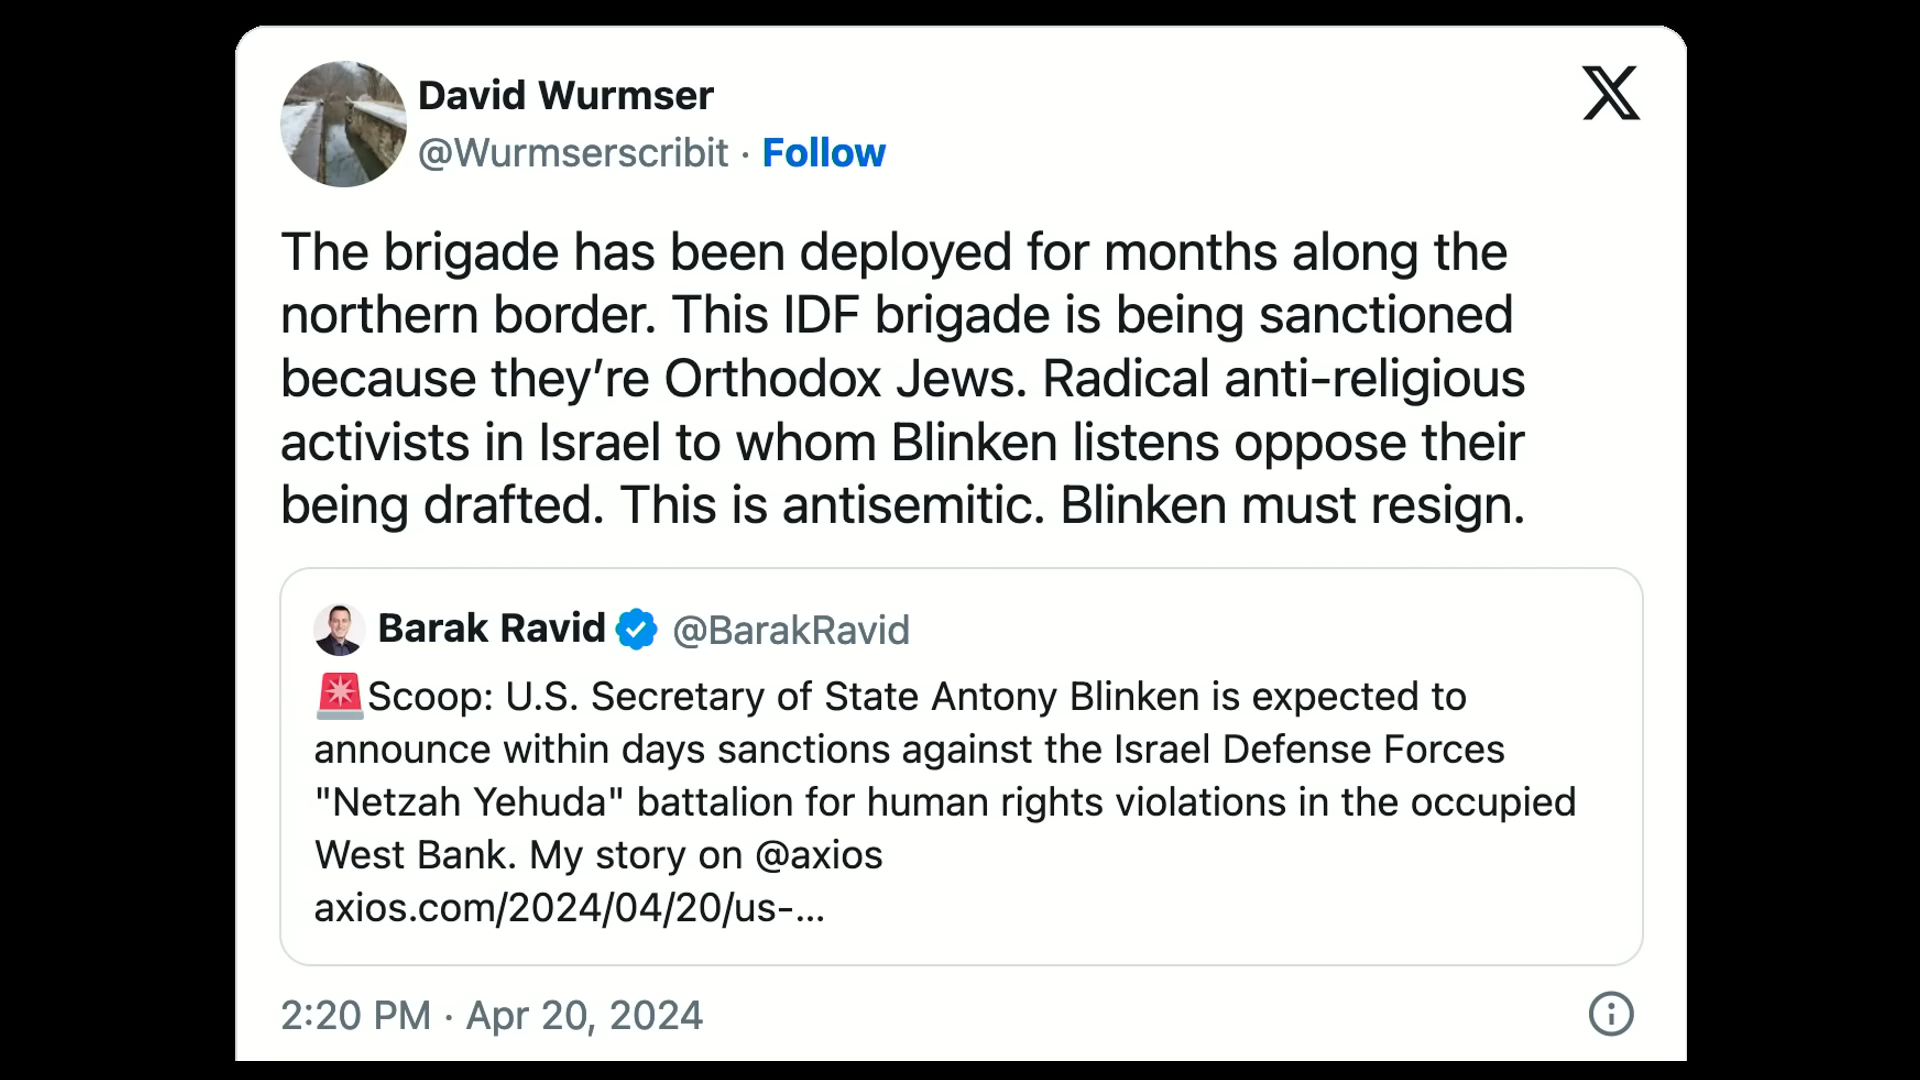 David Wurmser
@Wurmserscribit · Follow
The brigade has been deployed for months along the
northern border. This IDF brigade is being sanctioned
because they’re Orthodox Jews. Radical anti-religious
activists in Israel to whom Blinken listens oppose their
being drafted. This is antisemitic. Blinken must resign.
Barak Ravid @BarakRavid
🚨Scoop: U.S. Secretary of State Antony Blinken is expected to
announce within days sanctions against the Israel Defense Forces
"Netzah Yehuda" battalion for human rights violations in the occupied
West Bank. My story on @axios
axios.com/2024/04/20/us-…
2:20 PM · Apr 20, 2024